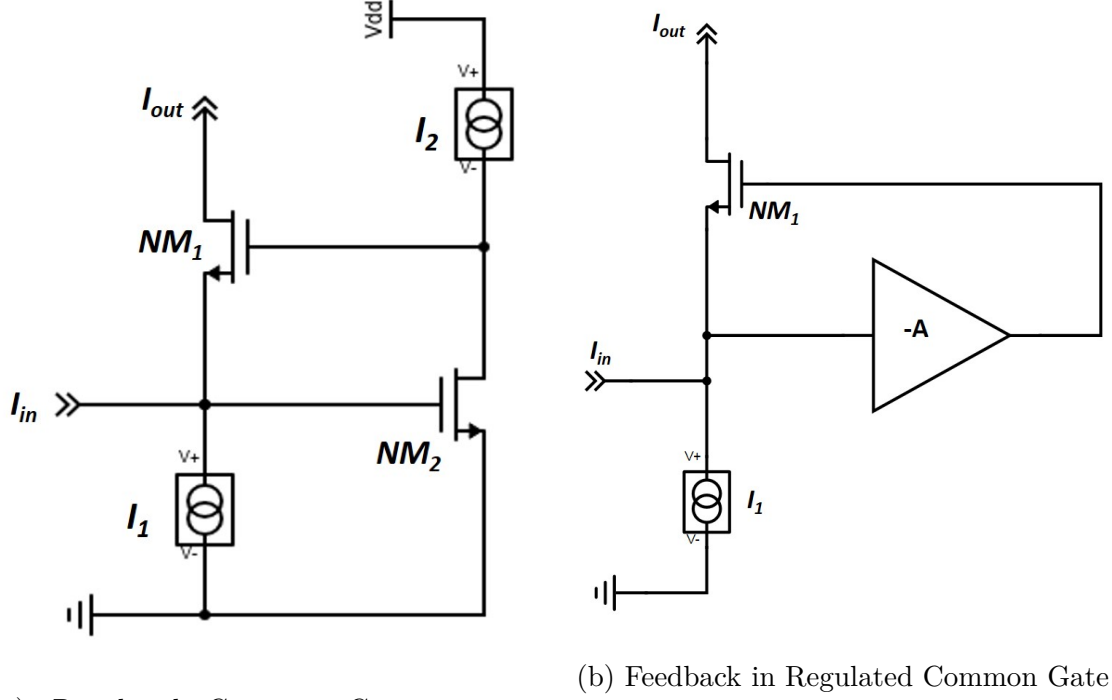 Vdd
V+
I2
V-
Iout
NM1
Iin
NM2
V+
I1
V-
Iout
NM1
-A
Iin
V+
I1
V-
(b) Feedback in Regulated Common Gate